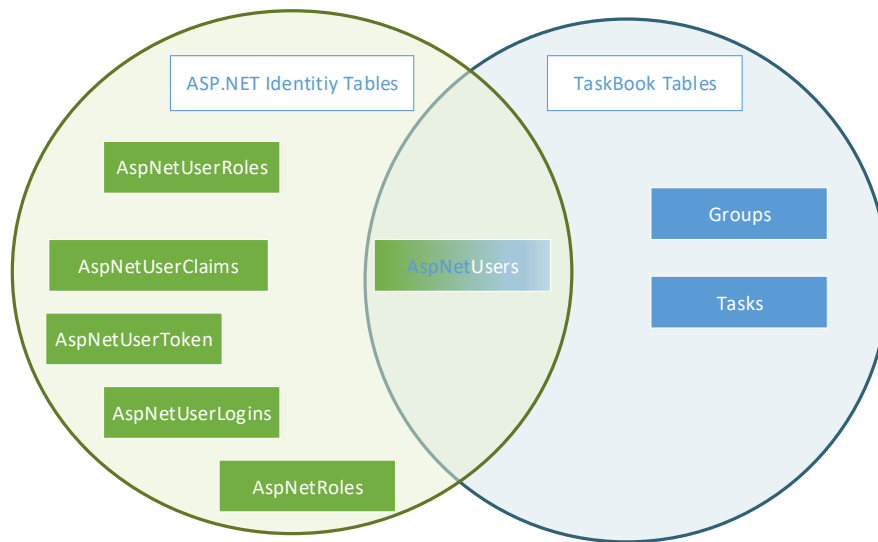 ASP.NET Identitiy Tables
TaskBook Tables
AspNetUserRoles
Groups
AspNetUserClaims
AspNetUsers
Tasks
AspNetUserToken
AspNetUserLogins
AspNetRoles